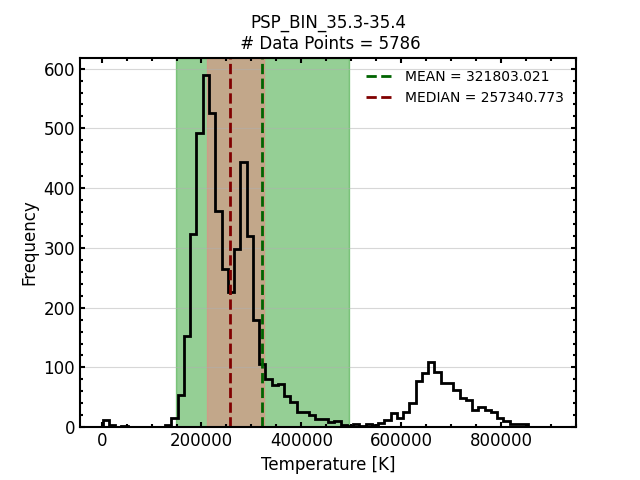 PSP_BIN_35.3-35.4
# Data Points = 5786
MEAN = 321803.021
MEDIAN = 257340.773
600
500
400
300
200
100
0
Frequency
0 200000 400000 600000 800000
Temperature [K]